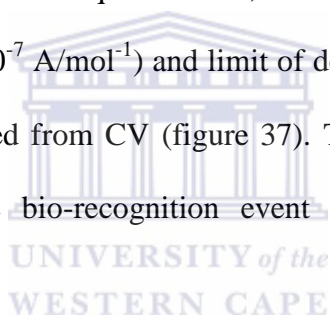 0⁻⁷ A/mol⁻¹) and limit of de
ed from CV (figure 37). T
bio-recognition event
UNIVERSITY of the
WESTERN CAPE